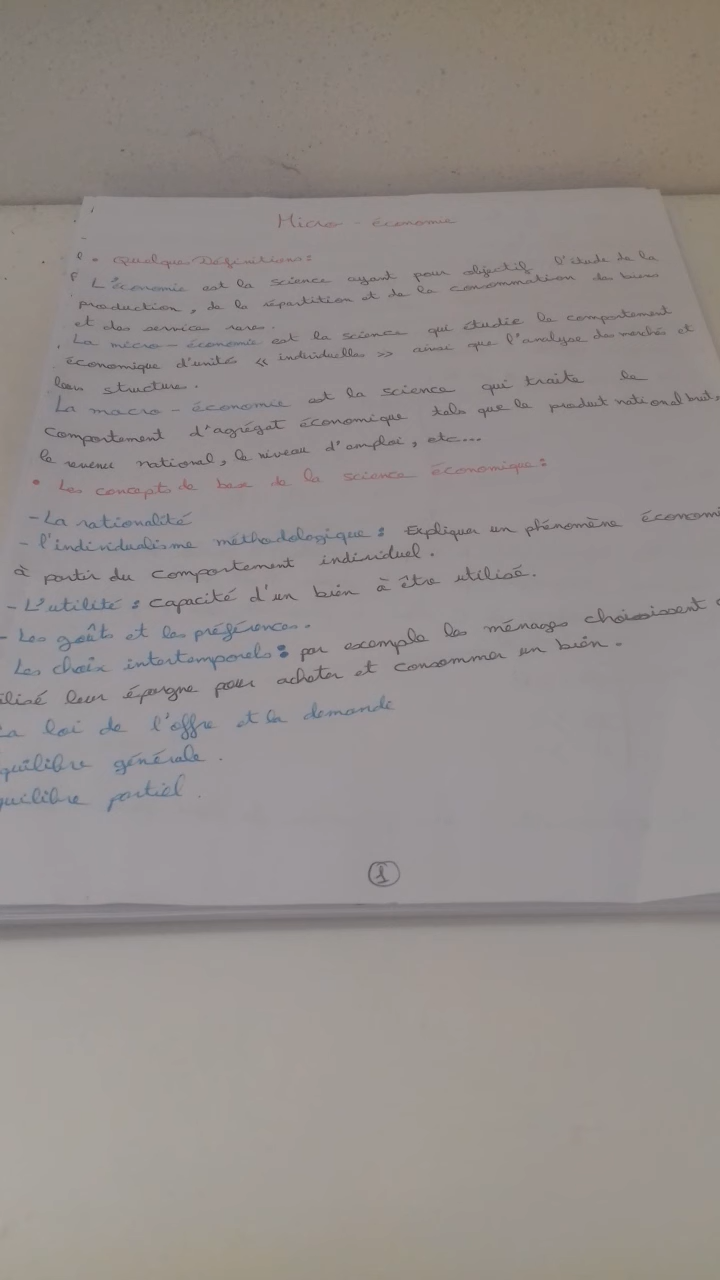 Micro - économie
Quelques Définitions :
L'économie est la science ayant pour objectif l'étude de la
production, de la répartition et de la consommation des biens
et des services rares.
La micro - économie est la science qui étudie le comportement
économique d'unités « individuelles » ainsi que l'analyse des marchés et
leur structure.
La macro - économie est la science qui traite le
comportement d'agrégat économique tels que le produit national brut,
le revenu national, le niveau d'emploi, etc...
• Les concepts de base de la science économique :
- La rationalité
- l'individualisme méthodologique : Expliquer un phénomène économi
à partir du comportement individuel.
- L'utilité : capacité d'un bien à être utilisé.
- Les goûts et les préférences.
Les choix intertemporels : par exemple les ménages choisissent
ilisé leur épargne pour acheter et consommer un bien.
La loi de l'offre et la demande
quilibre générale.
quilibre partiel.
1